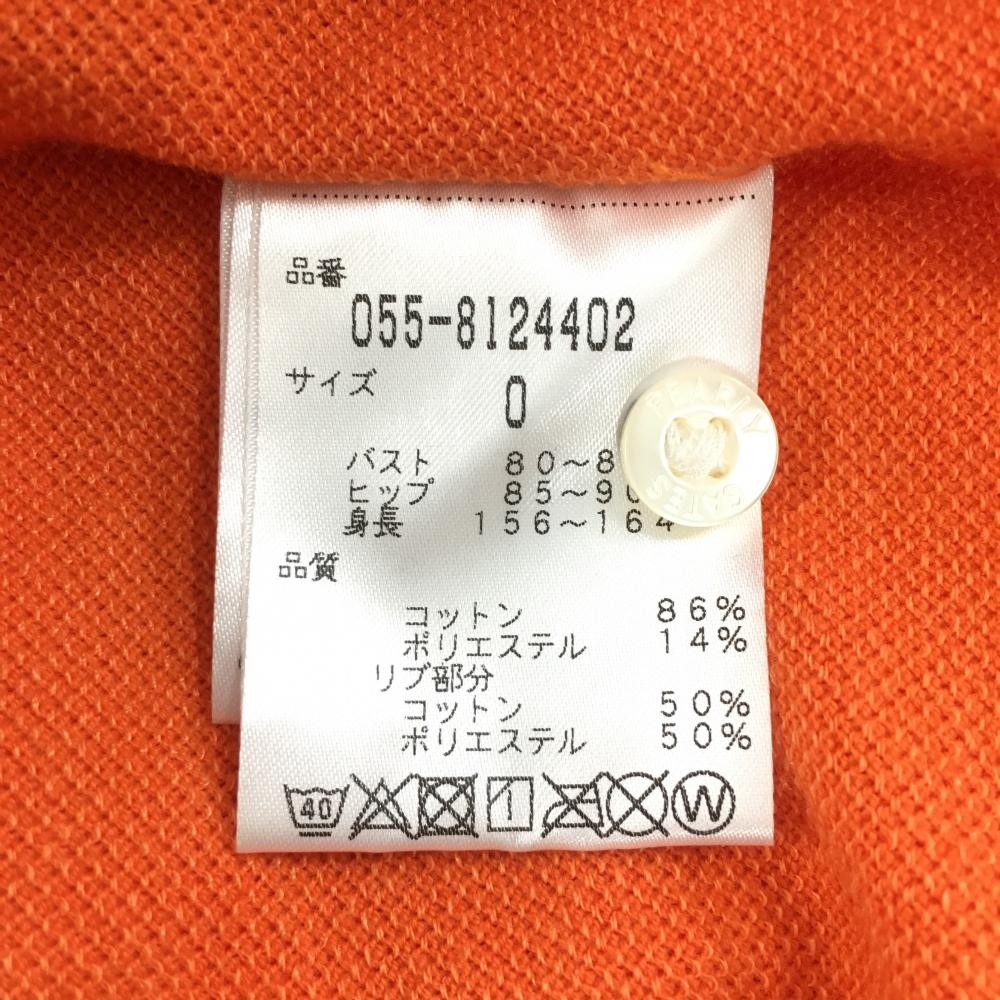 品番
055-8124402
サイズ 0
バスト 80～8
ヒップ 85～90
身長 156～164
品質
コットン 86%
ポリエステル 14%
リブ部分
コットン 50%
ポリエステル 50%
40 W
PEARLY
GATES